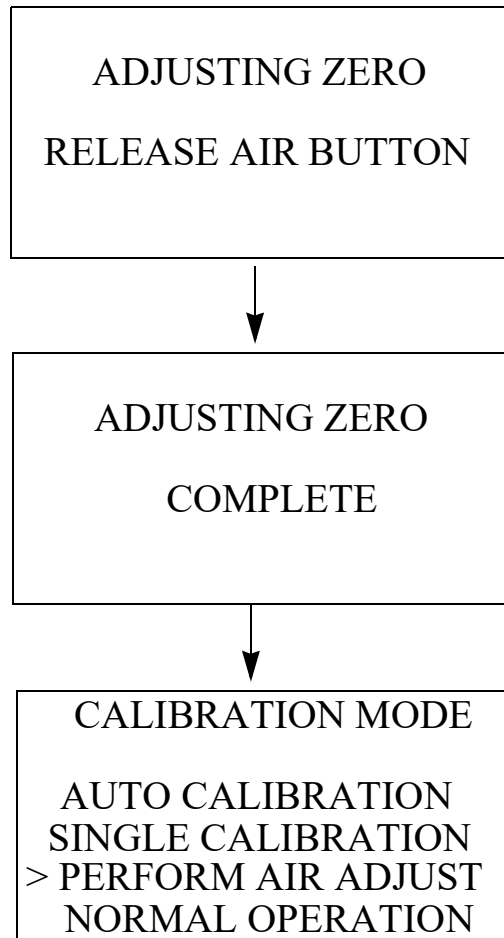 ADJUSTING ZERO
RELEASE AIR BUTTON
ADJUSTING ZERO
COMPLETE
CALIBRATION MODE
AUTO CALIBRATION
SINGLE CALIBRATION
> PERFORM AIR ADJUST
NORMAL OPERATION